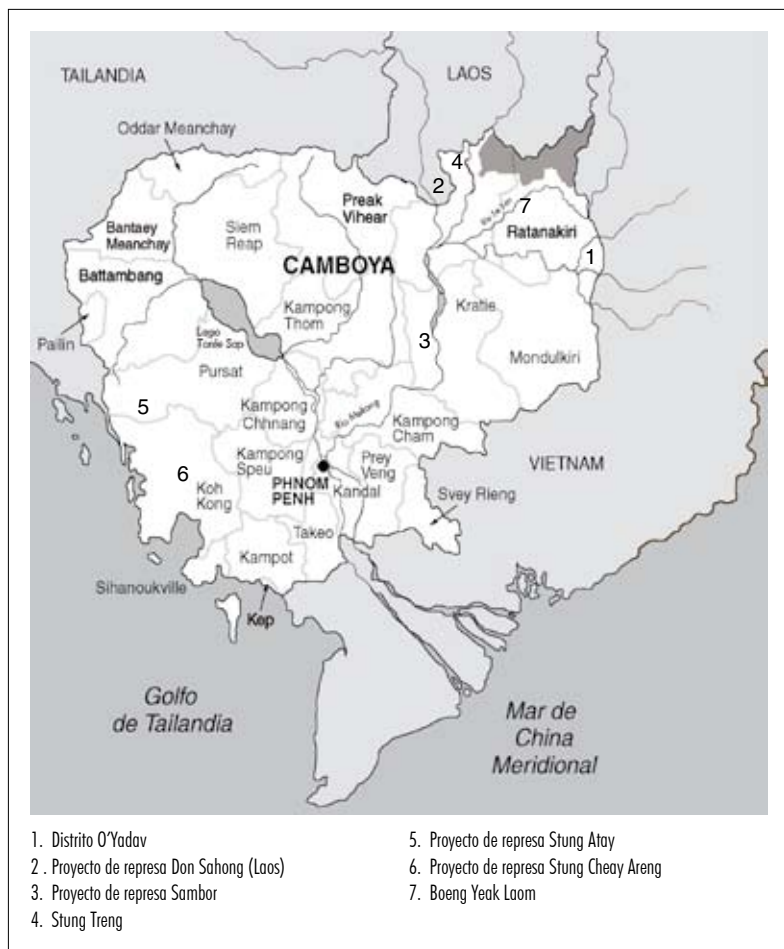 TAILANDIA
LAOS
Oddar Meanchay
4
2
Preak
Vihear
7
Bantaey
Meanchey
Siem
Reap
Ratanakiri
1
Battambang
CAMBOYA
Kampong
Thom
Kratie
Pailin
Lago
Tonle Sap
3
Mondulkiri
Pursat
5
Kampong
Chhnang
Río Mekong
Kampong
Cham
6
Koh
Kong
Kampong
Speu
Prey
Veng
VIETNAM
PHNOM
PENH
Kandal
Svey Rieng
Takeo
Kampot
Sihanoukville
Kep
Golfo
de Tailandia
Mar de
China
Meridional
1. Distrito O'Yadav
2 . Proyecto de represa Don Sahong (Laos)
3. Proyecto de represa Sambor
4. Stung Treng
5. Proyecto de represa Stung Atay
6. Proyecto de represa Stung Cheay Areng
7. Boeng Yeak Laom